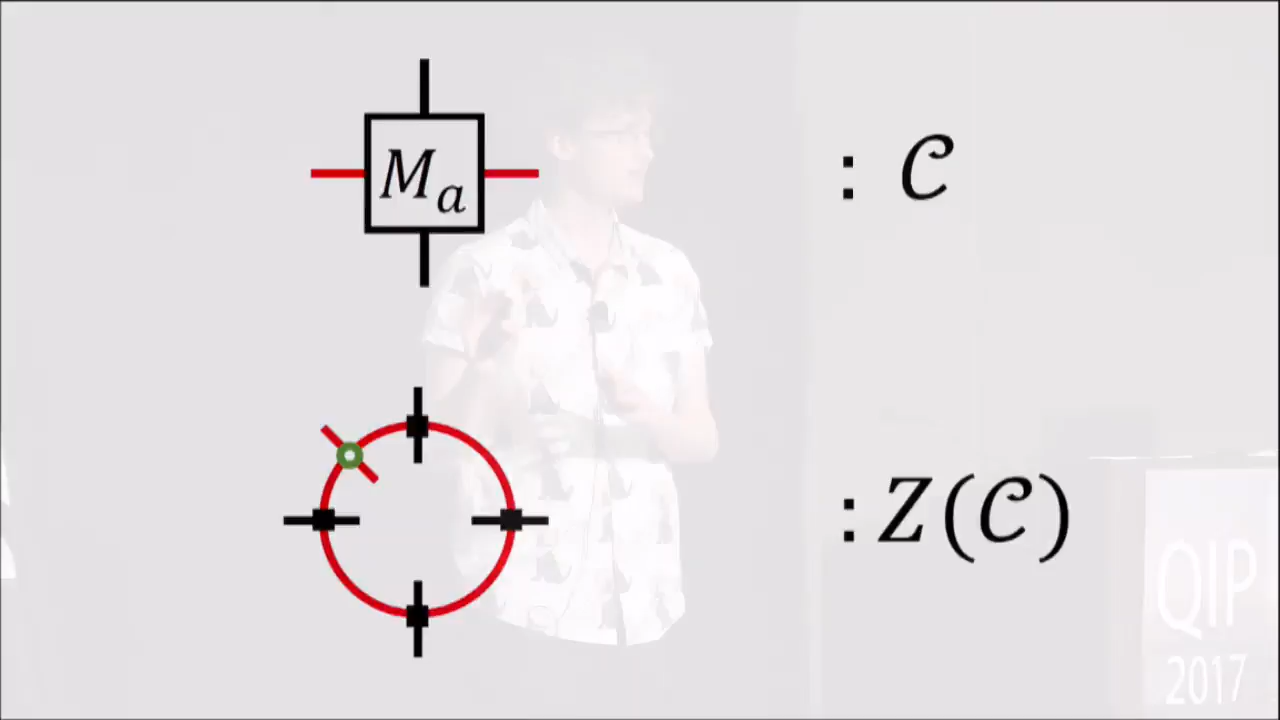 M_a : 𝒞
: Z(𝒞)
QIP
2017